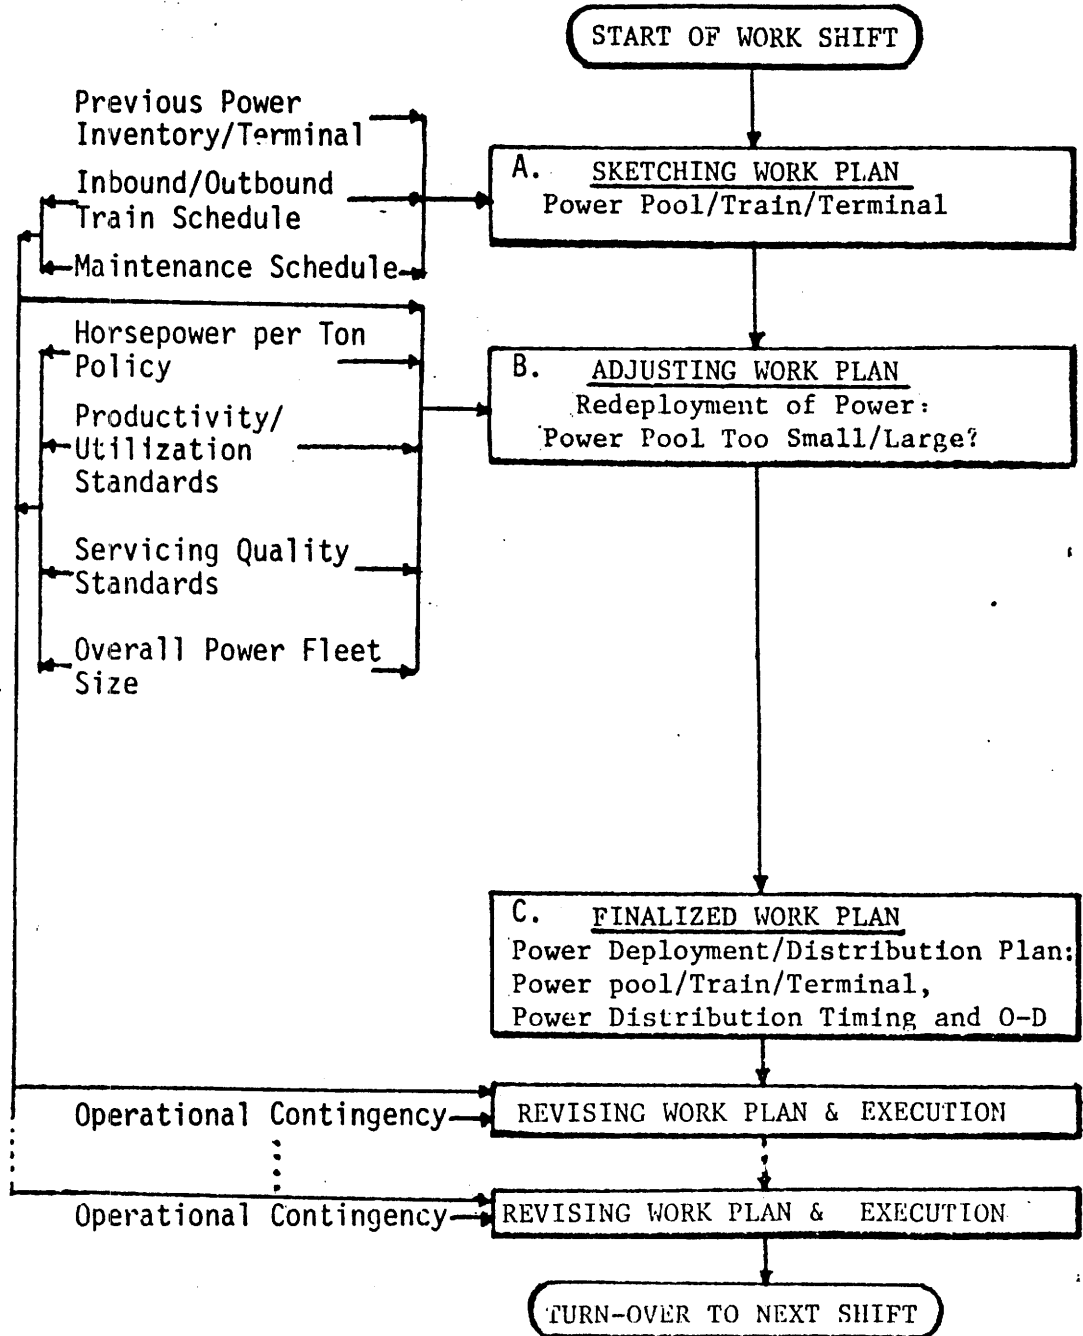 START OF WORK SHIFT
Previous Power
Inventory/Terminal
Inbound/Outbound
Train Schedule
Maintenance Schedule
A. SKETCHING WORK PLAN
Power Pool/Train/Terminal
Horsepower per Ton
Policy
Productivity/
Utilization
Standards
Servicing Quality
Standards
Overall Power Fleet
Size
B. ADJUSTING WORK PLAN
Redeployment of Power:
Power Pool Too Small/Large?
C. FINALIZED WORK PLAN
Power Deployment/Distribution Plan:
Power pool/Train/Terminal,
Power Distribution Timing and O-D
Operational Contingency
REVISING WORK PLAN & EXECUTION
Operational Contingency
REVISING WORK PLAN & EXECUTION
TURN-OVER TO NEXT SHIFT